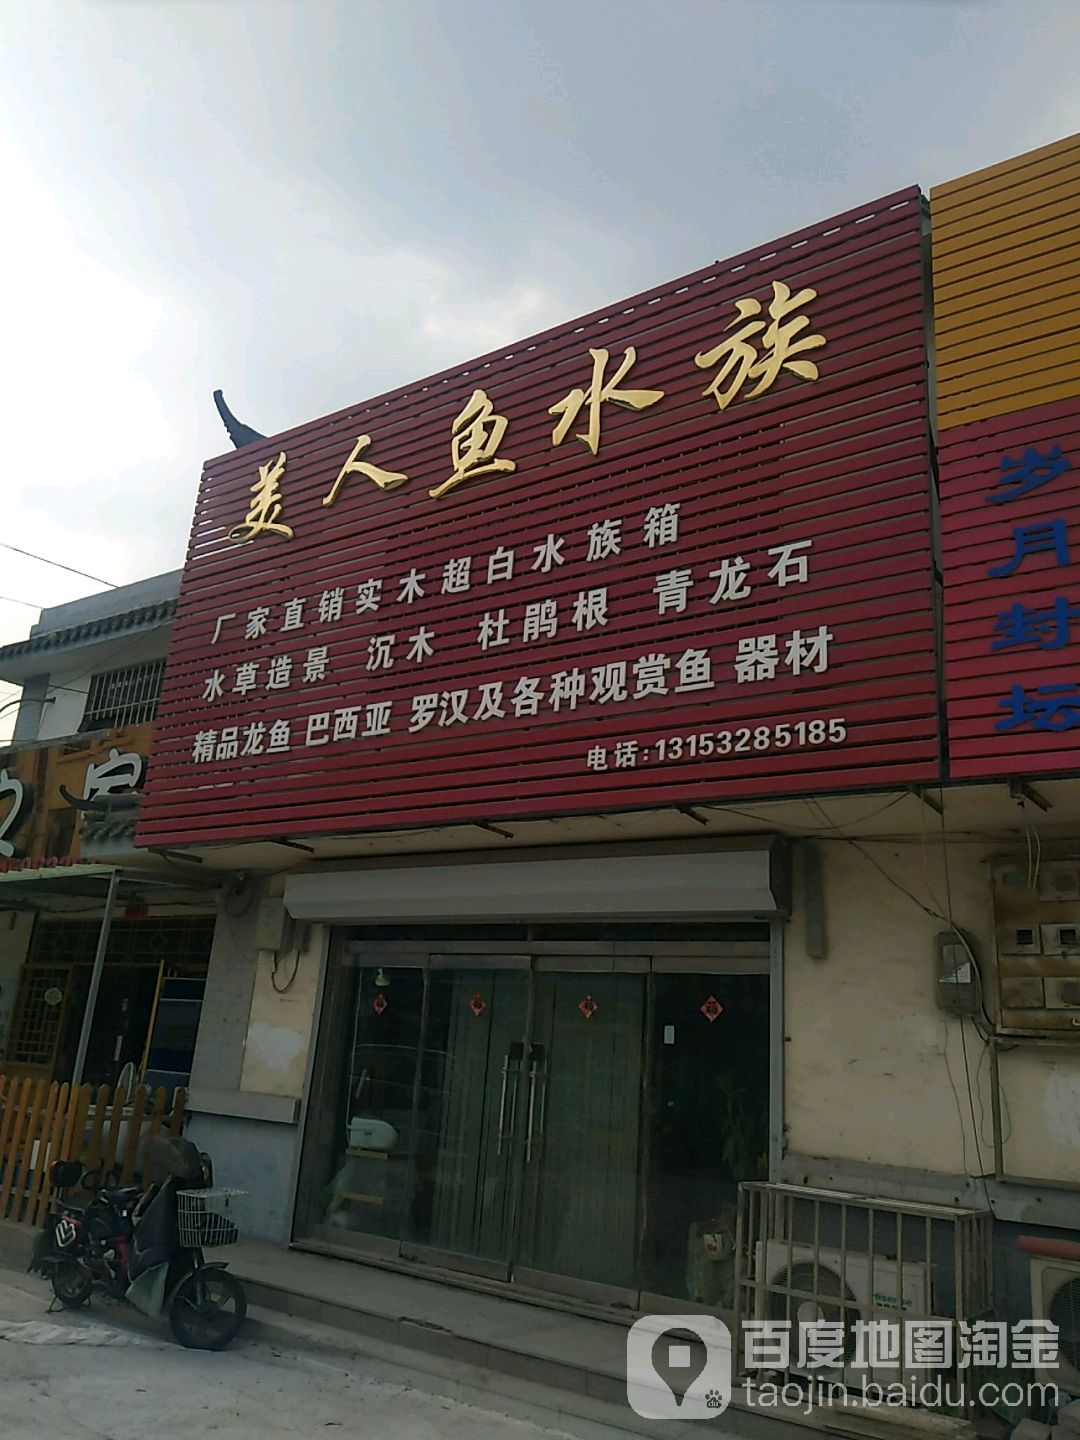 美人鱼水族
厂家直销实木超白水族箱
水草造景 沉木 杜鹃根 青龙石
精品龙鱼 巴西亚 罗汉及各种观赏鱼 器材
电话:13153285185
岁月封坛
Hisense
百度地图淘金
taojin.baidu.com